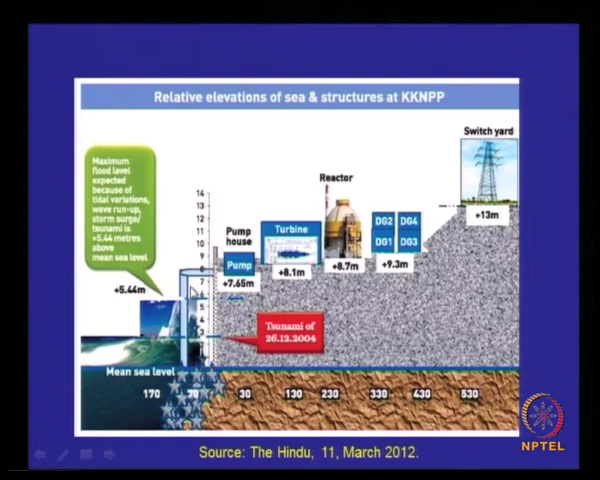 Relative elevations of sea & structures at KKNPP
Switch yard
Maximum
flood level
expected
because of
tidal variations,
wave run-up,
storm surge/
tsunami is
+5.44 metres
above
mean sea level
Reactor
Pump
house
Turbine
DG2
DG4
DG1
DG3
Pump
+13m
+7.65m
+8.1m
+8.7m
+9.3m
+5.44m
14
13
12
11
10
9
8
7
6
5
4
3
2
1
Tsunami of
26.12.2004
Mean sea level
170 70 30 130 230 330 430 530
NPTEL
Source: The Hindu, 11, March 2012.